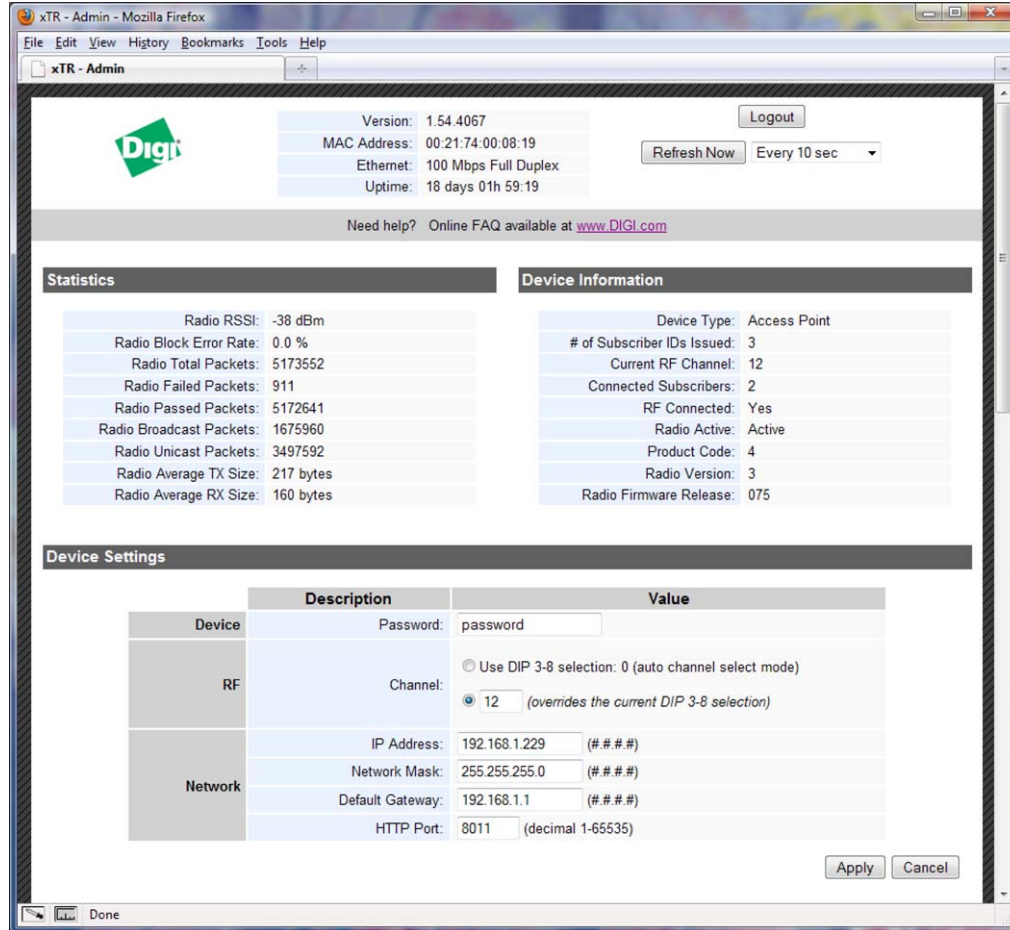 xTR - Admin - Mozilla Firefox
File Edit View History Bookmarks Tools Help
xTR - Admin
Digi
Version: 1.54.4067
MAC Address: 00:21:74:00:08:19
Ethernet: 100 Mbps Full Duplex
Uptime: 18 days 01h 59:19
Logout
Refresh Now Every 10 sec
Need help? Online FAQ available at www.DIGI.com
Statistics
Radio RSSI: -38 dBm
Radio Block Error Rate: 0.0 %
Radio Total Packets: 5173552
Radio Failed Packets: 911
Radio Passed Packets: 5172641
Radio Broadcast Packets: 1675960
Radio Unicast Packets: 3497592
Radio Average TX Size: 217 bytes
Radio Average RX Size: 160 bytes
Device Information
Device Type: Access Point
# of Subscriber IDs Issued: 3
Current RF Channel: 12
Connected Subscribers: 2
RF Connected: Yes
Radio Active: Active
Product Code: 4
Radio Version: 3
Radio Firmware Release: 075
Device Settings
Description Value
Device Password: password
RF Channel: Use DIP 3-8 selection: 0 (auto channel select mode)
12 (overrides the current DIP 3-8 selection)
Network
IP Address: 192.168.1.229 (#.#.#.#)
Network Mask: 255.255.255.0 (#.#.#.#)
Default Gateway: 192.168.1.1 (#.#.#.#)
HTTP Port: 8011 (decimal 1-65535)
Apply Cancel
Done